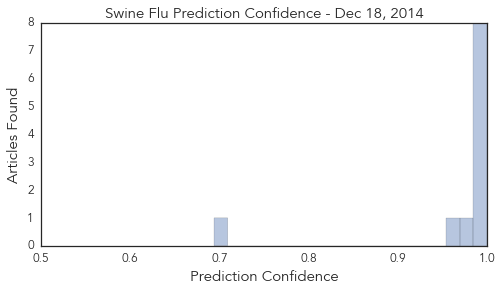 Swine Flu Prediction Confidence - Dec 18, 2014
8
7
6
5
4
3
2
1
0
Articles Found
0.5 0.6 0.7 0.8 0.9 1.0
Prediction Confidence